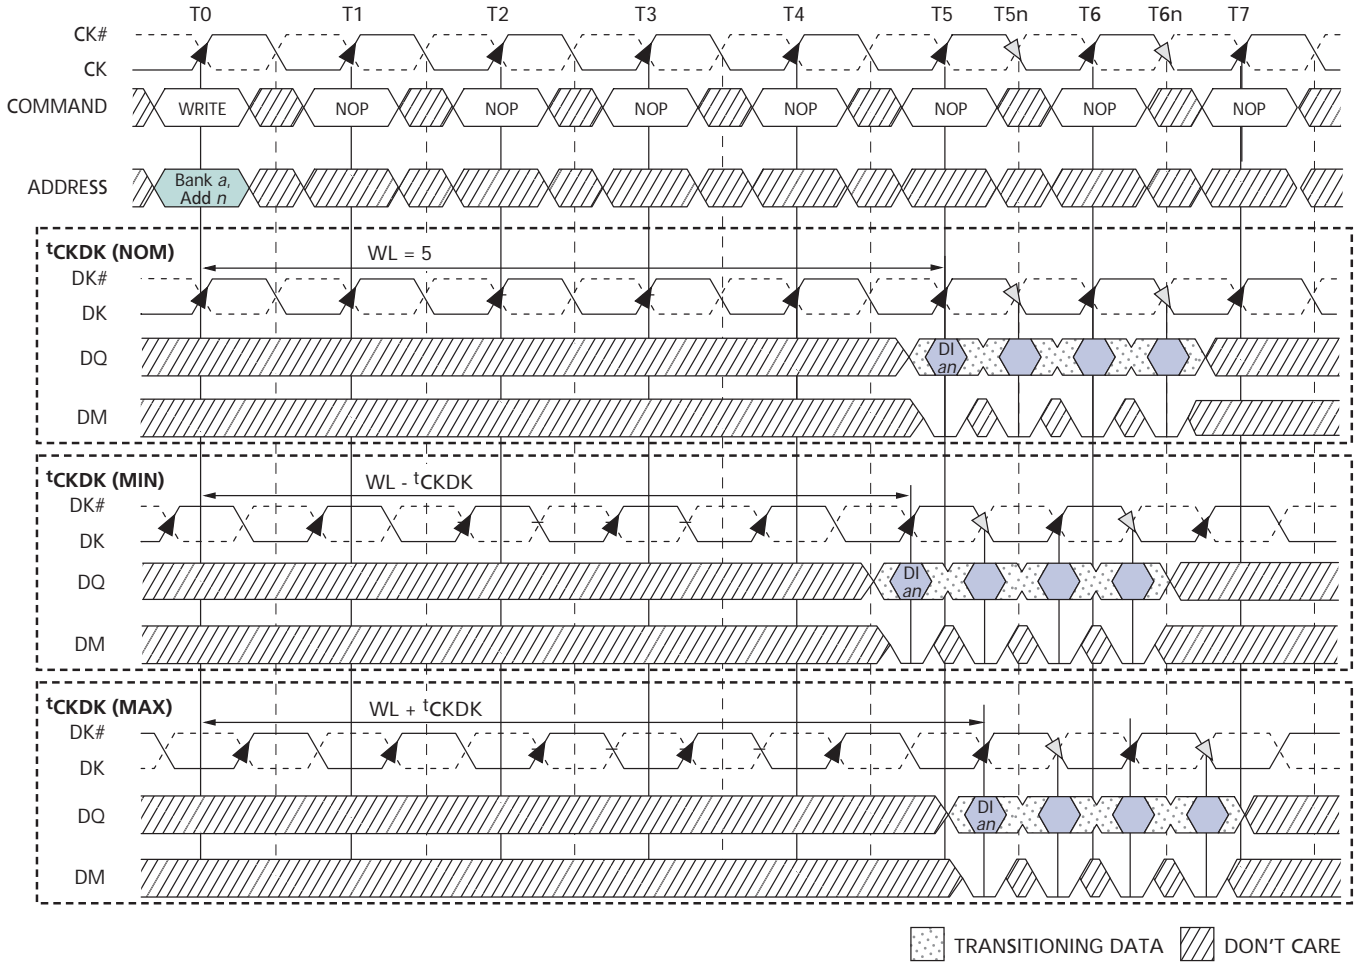 T0 T1 T2 T3 T4 T5 T5n T6 T6n T7
CK#
CK
COMMAND WRITE NOP NOP NOP NOP NOP NOP NOP
ADDRESS Bank a,
Add n
tCKDK (NOM)
WL = 5
DK#
DK
DQ DI
an
DM
tCKDK (MIN)
WL - tCKDK
DK#
DK
DQ DI
an
DM
tCKDK (MAX)
WL + tCKDK
DK#
DK
DQ DI
an
DM
TRANSITIONING DATA DON'T CARE